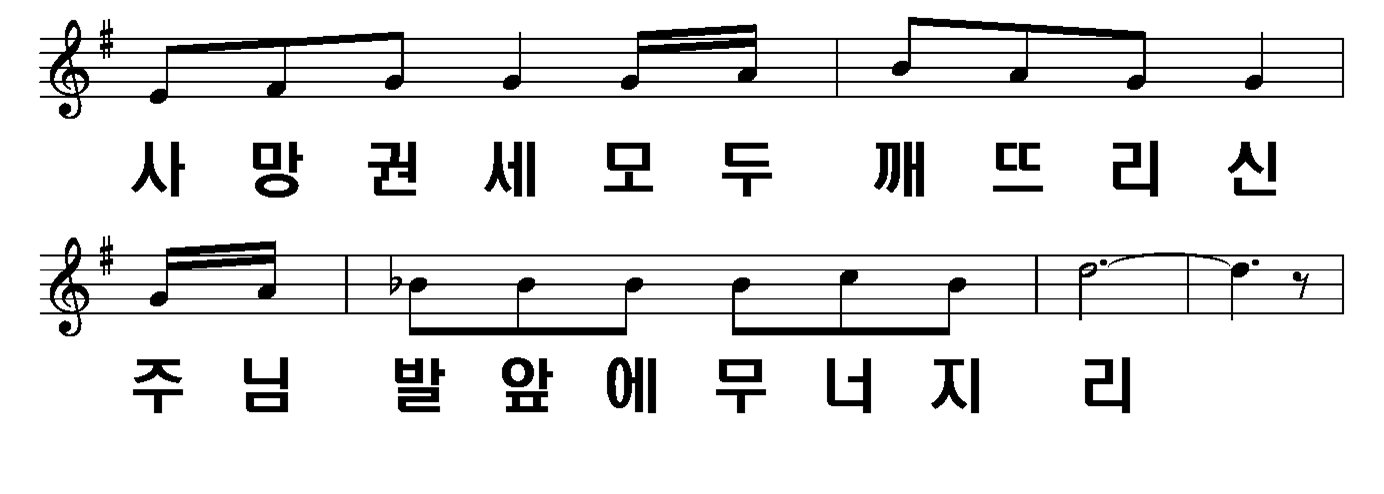 사 망 권 세 모 두 깨 뜨 리 신
주 님 발 앞 에 무 너 지 리